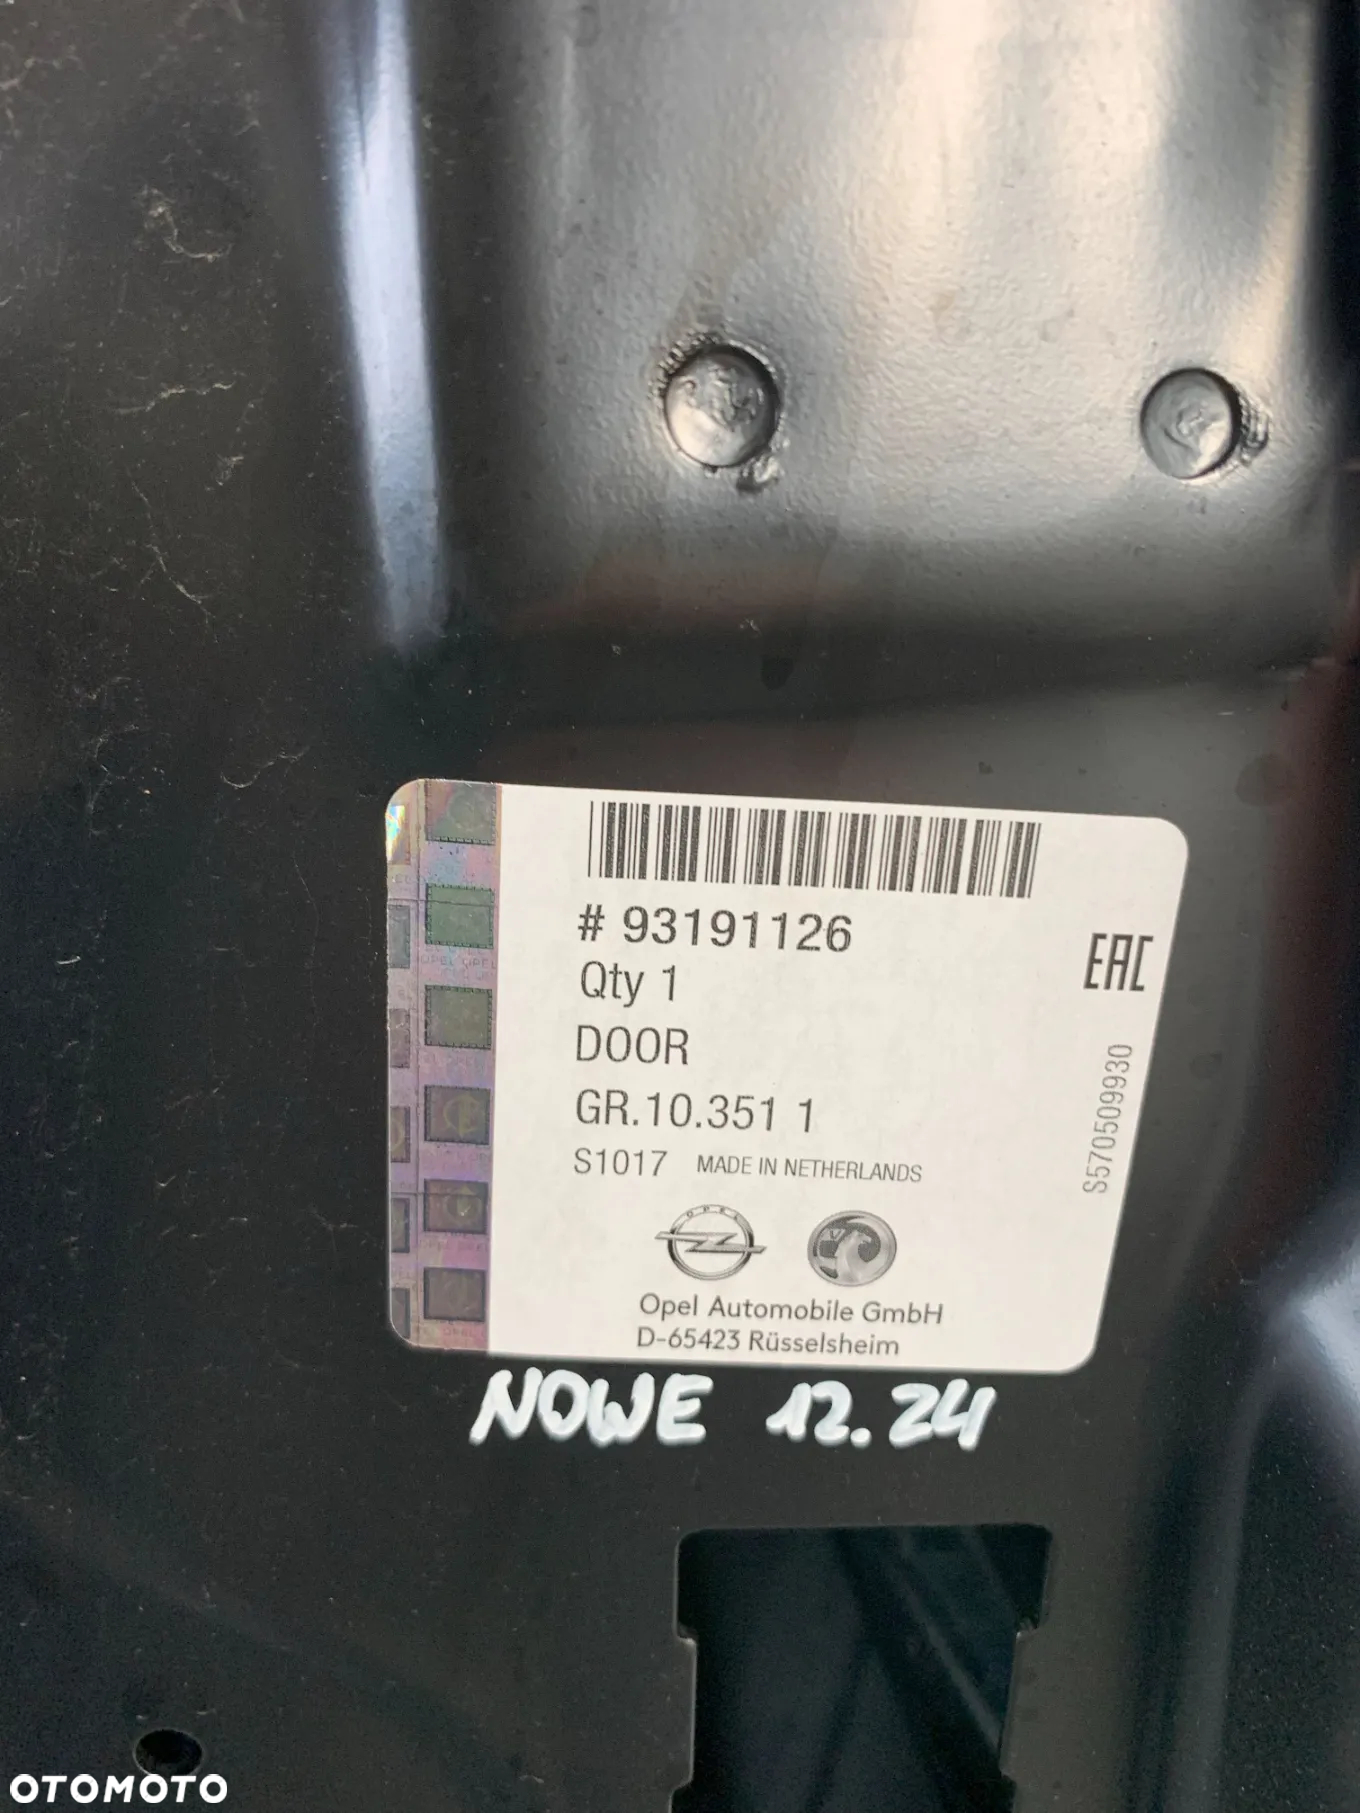 # 93191126
Qty 1
DOOR
GR.10.351 1
S1017 MADE IN NETHERLANDS
EAC
S570509930
OPEL
Opel Automobile GmbH
D-65423 Rüsselsheim
NOWE 12.24
OTOMOTO